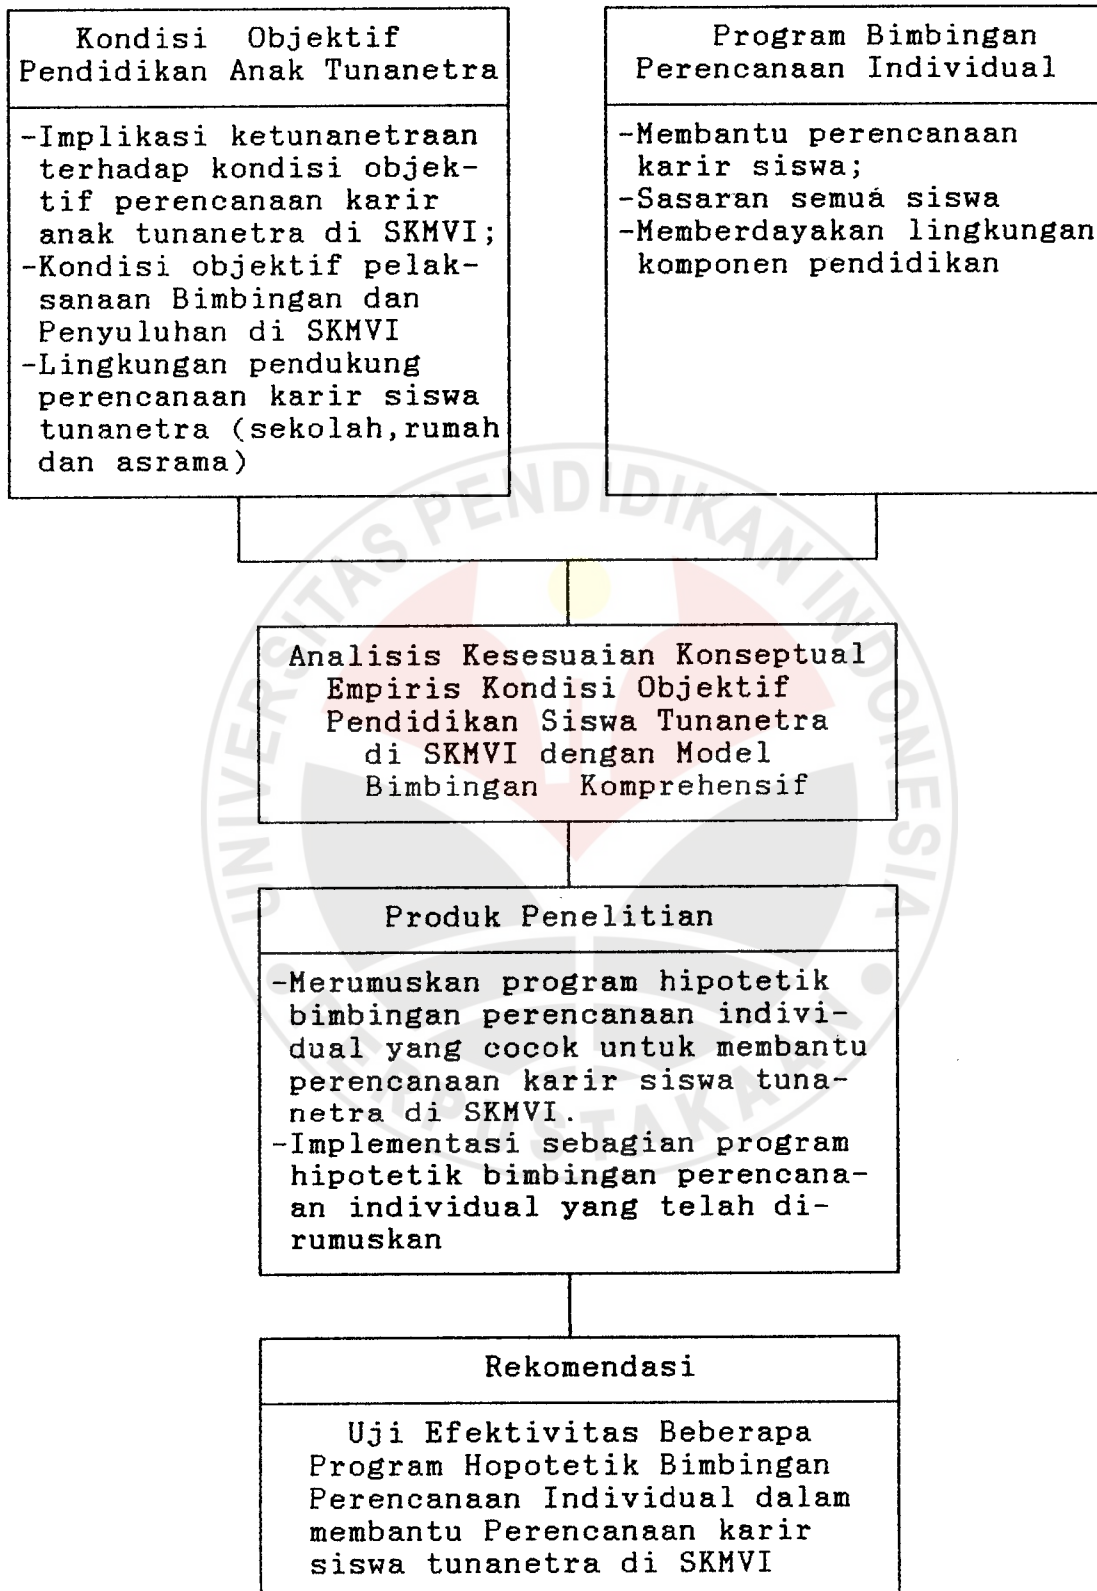 Kondisi Objektif
Pendidikan Anak Tunanetra
-Implikasi ketunanetraan
terhadap kondisi objek-
tif perencanaan karir
anak tunanetra di SKMVI;
-Kondisi objektif pelak-
sanaan Bimbingan dan
Penyuluhan di SKMVI
-Lingkungan pendukung
perencanaan karir siswa
tunanetra (sekolah,rumah
dan asrama)
Program Bimbingan
Perencanaan Individual
-Membantu perencanaan
karir siswa;
-Sasaran semua siswa
-Memberdayakan lingkungan
komponen pendidikan
Analisis Kesesuaian Konseptual
Empiris Kondisi Objektif
Pendidikan Siswa Tunanetra
di SKMVI dengan Model
Bimbingan Komprehensif
Produk Penelitian
-Merumuskan program hipotetik
bimbingan perencanaan indivi-
dual yang cocok untuk membantu
perencanaan karir siswa tuna-
netra di SKMVI.
-Implementasi sebagian program
hipotetik bimbingan perencana-
an individual yang telah di-
rumuskan
Rekomendasi
Uji Efektivitas Beberapa
Program Hopotetik Bimbingan
Perencanaan Individual dalam
membantu Perencanaan karir
siswa tunanetra di SKMVI
UNIVERSITAS PENDIDIKAN INDONESIA
PERPUSTAKAAN